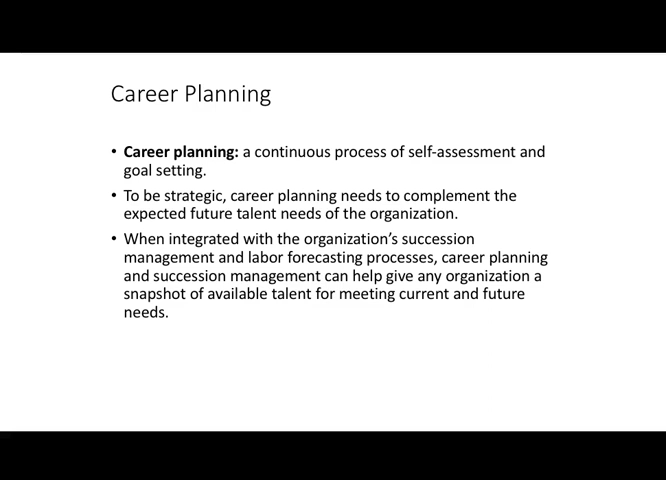 Career Planning
• Career planning: a continuous process of self-assessment and
goal setting.
• To be strategic, career planning needs to complement the
expected future talent needs of the organization.
• When integrated with the organization’s succession
management and labor forecasting processes, career planning
and succession management can help give any organization a
snapshot of available talent for meeting current and future
needs.